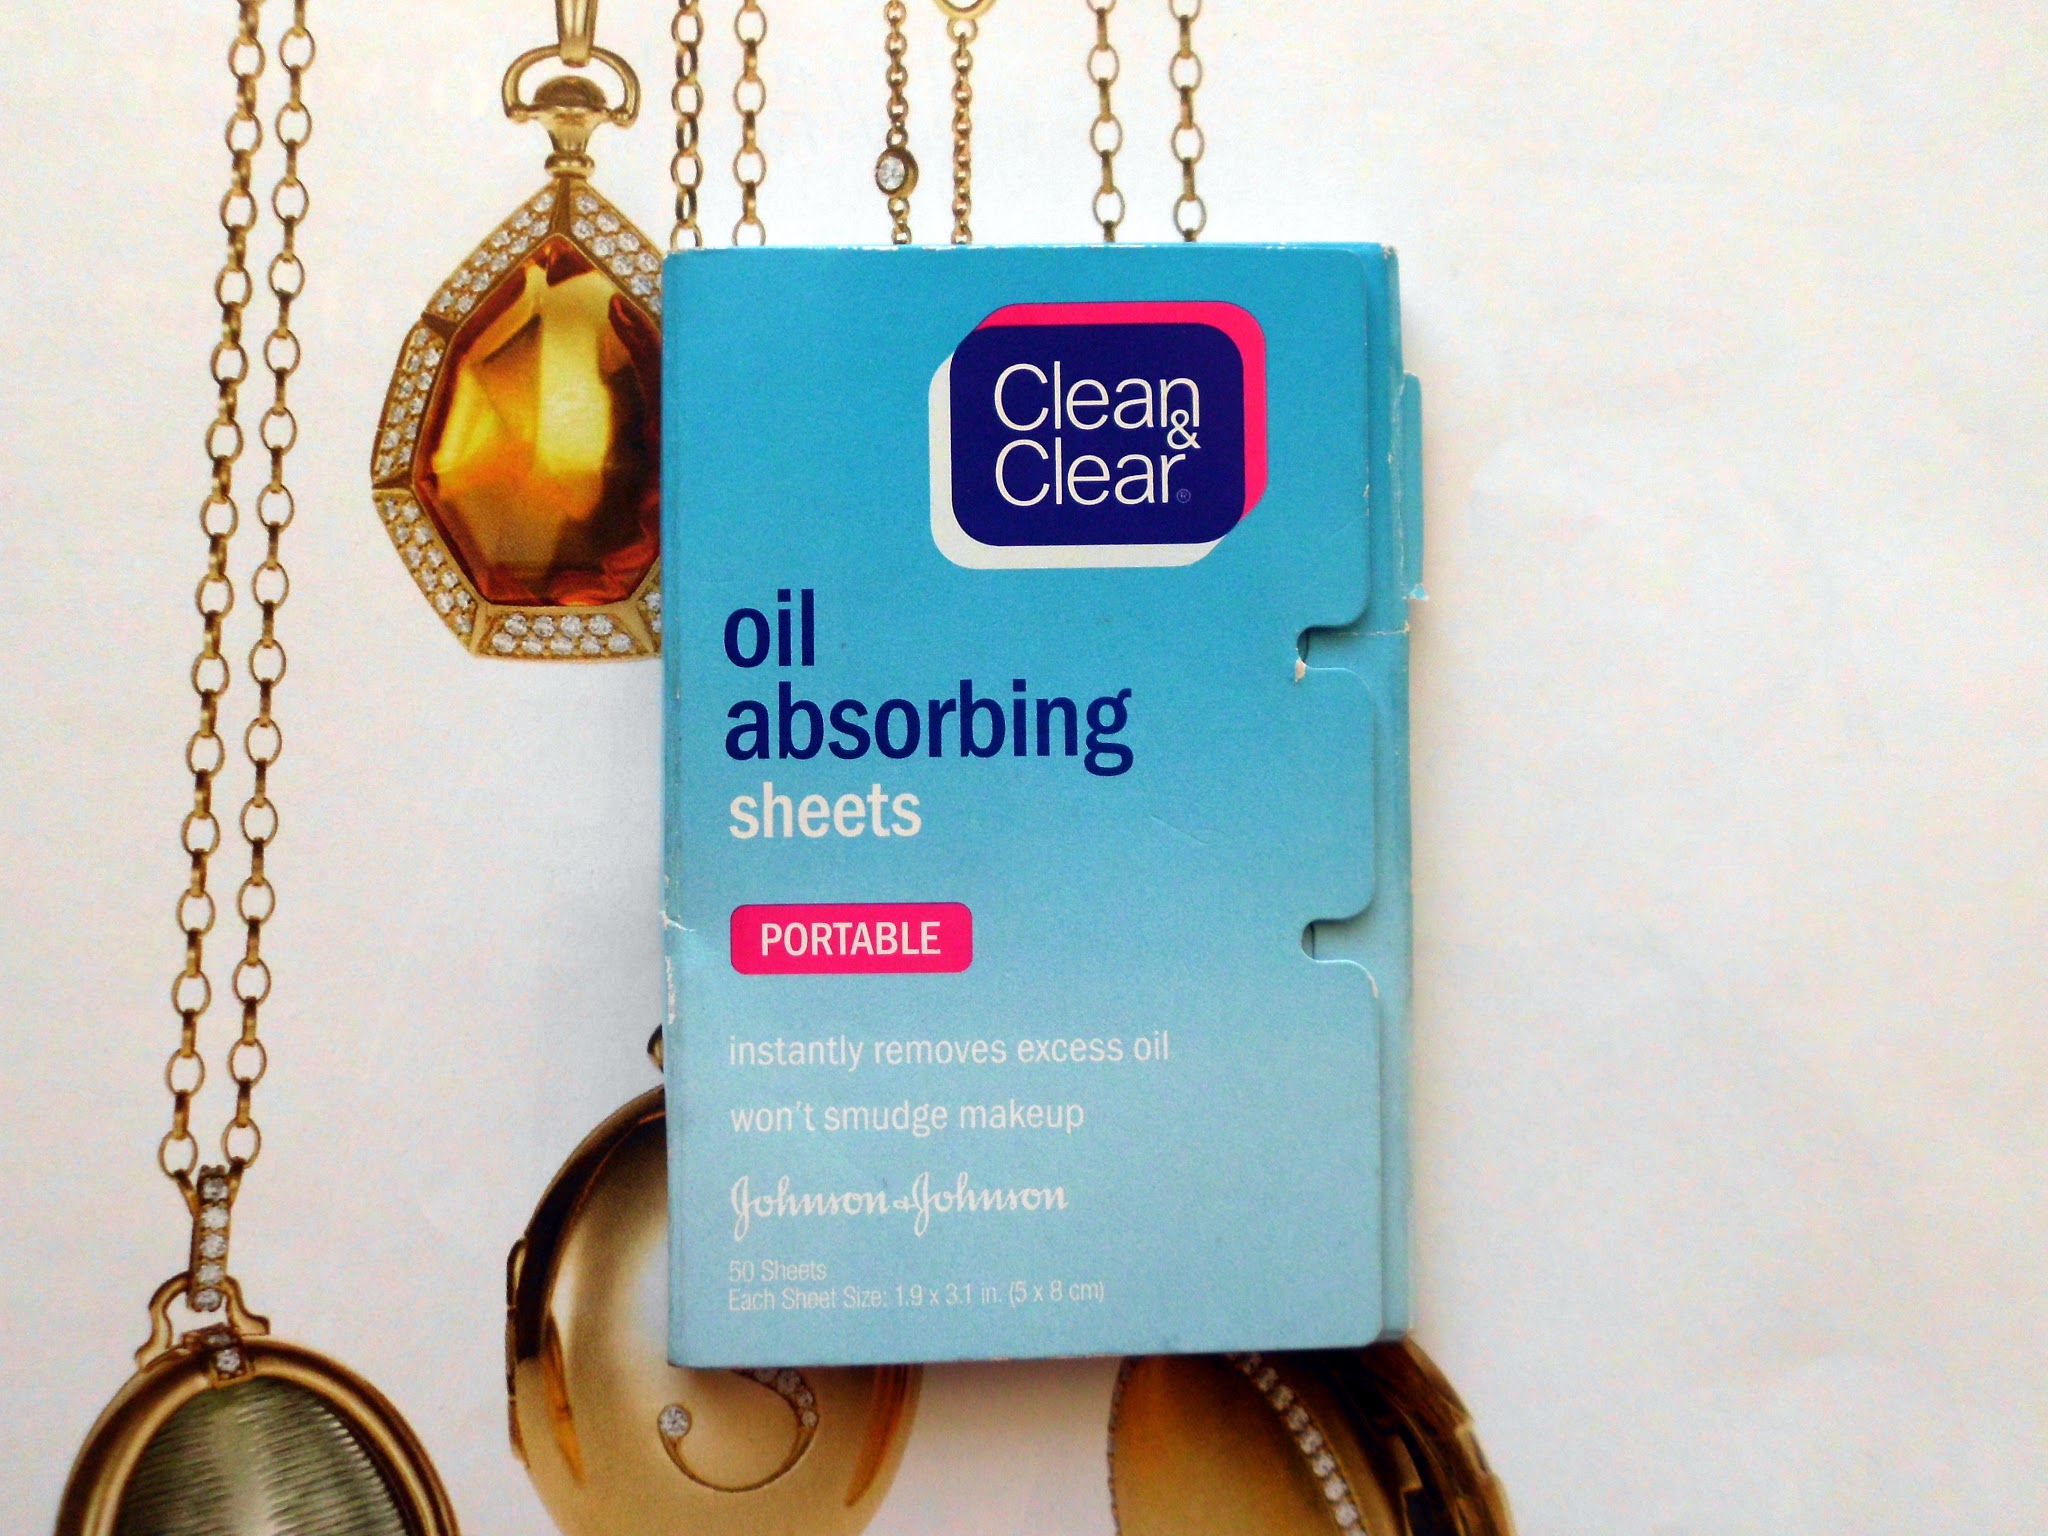 Clean
&
Clear®
oil
absorbing
sheets
PORTABLE
instantly removes excess oil
won't smudge makeup
Johnson & Johnson
50 Sheets
Each Sheet Size: 1.9 x 3.1 in. (5 x 8 cm)